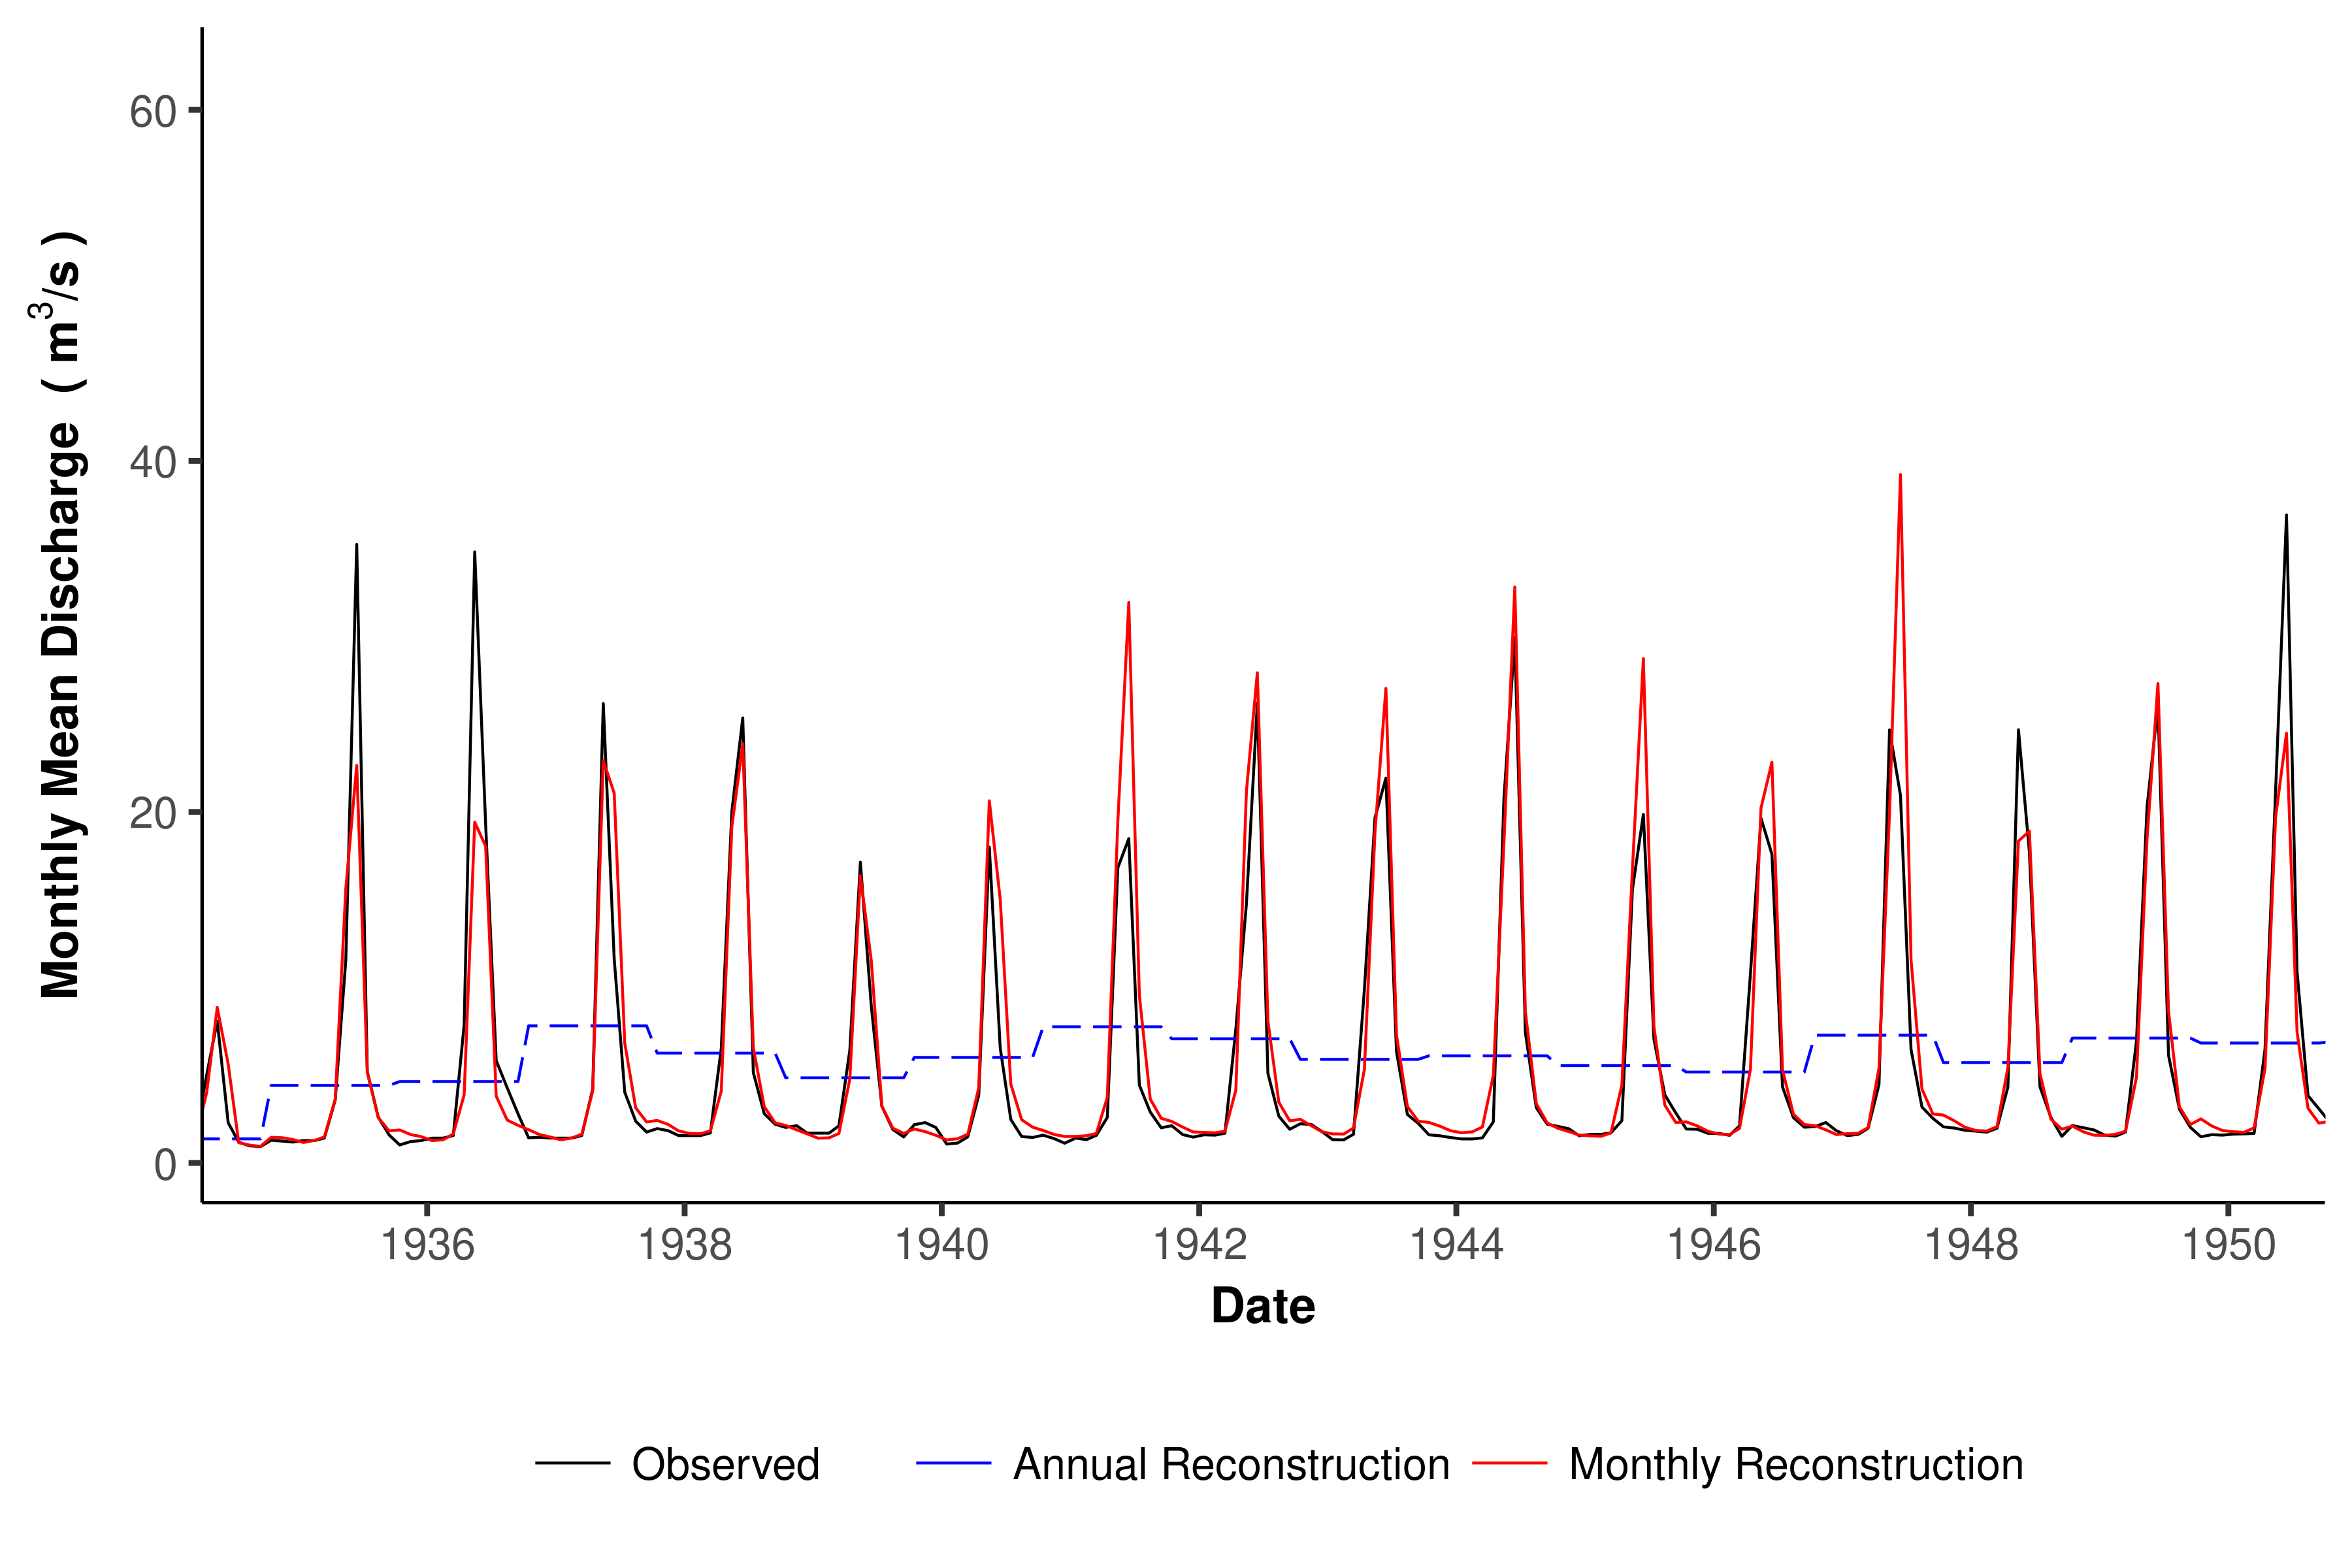 Monthly Mean Discharge ( m³/s )
60
40
20
0
1936 1938 1940 1942 1944 1946 1948 1950
Date
Observed Annual Reconstruction Monthly Reconstruction